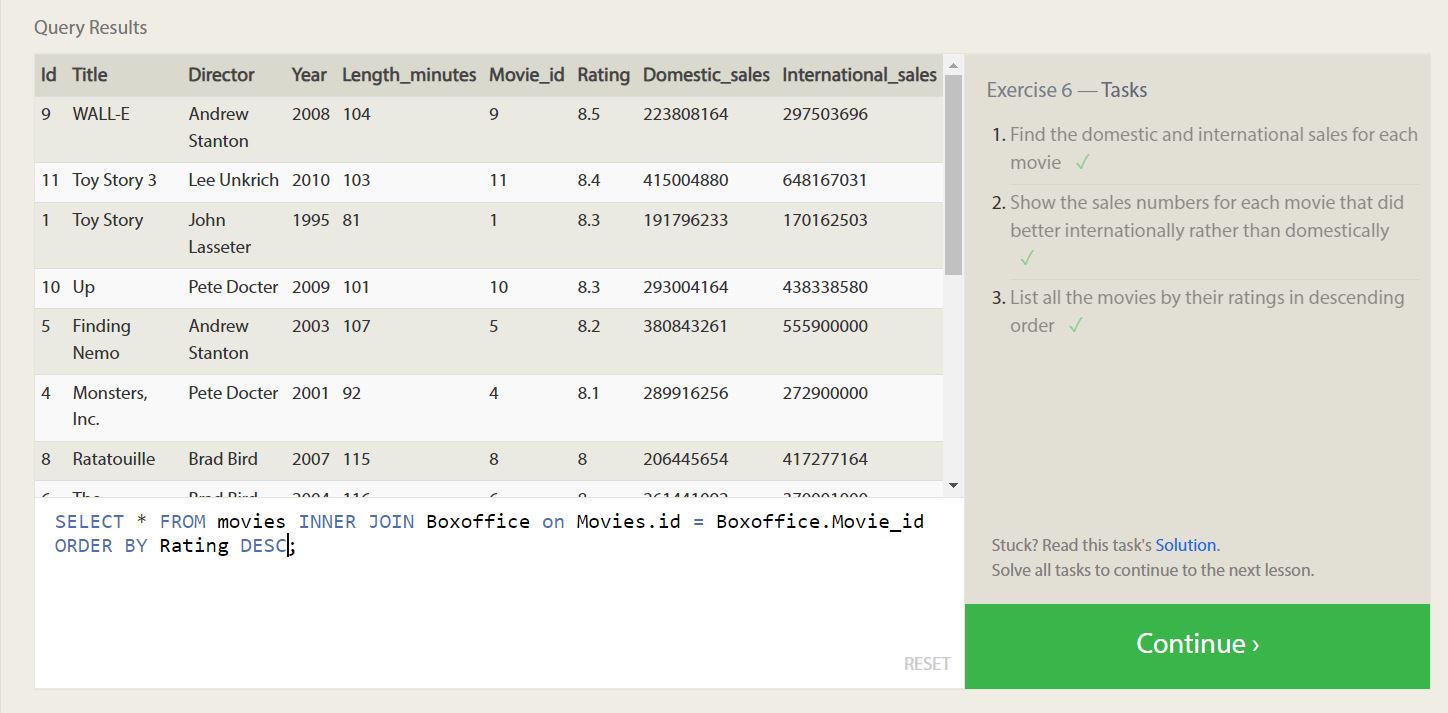 Query Results
Id Title Director Year Length_minutes Movie_id Rating Domestic_sales International_sales
9 WALL-E Andrew 2008 104 9 8.5 223808164 297503696
Stanton
11 Toy Story 3 Lee Unkrich 2010 103 11 8.4 415004880 648167031
1 Toy Story John 1995 81 1 8.3 191796233 170162503
Lasseter
10 Up Pete Docter 2009 101 10 8.3 293004164 438338580
5 Finding Andrew 2003 107 5 8.2 380843261 555900000
Nemo Stanton
4 Monsters, Pete Docter 2001 92 4 8.1 289916256 272900000
Inc.
8 Ratatouille Brad Bird 2007 115 8 8 206445654 417277164
The Brad Bird 2004
SELECT * FROM movies INNER JOIN Boxoffice on Movies.id = Boxoffice.Movie_id
ORDER BY Rating DESC;
RESET
Exercise 6 — Tasks
1. Find the domestic and international sales for each
movie ✓
2. Show the sales numbers for each movie that did
better internationally rather than domestically
✓
3. List all the movies by their ratings in descending
order ✓
Stuck? Read this task's Solution.
Solve all tasks to continue to the next lesson.
Continue ›